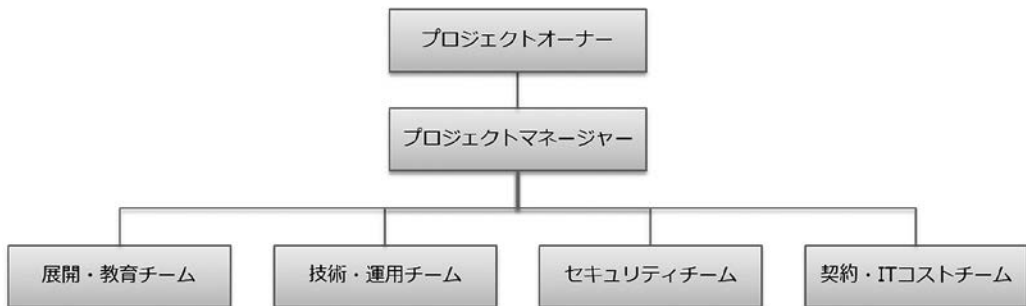 プロジェクトオーナー
プロジェクトマネージャー
展開・教育チーム
技術・運用チーム
セキュリティチーム
契約・ITコストチーム